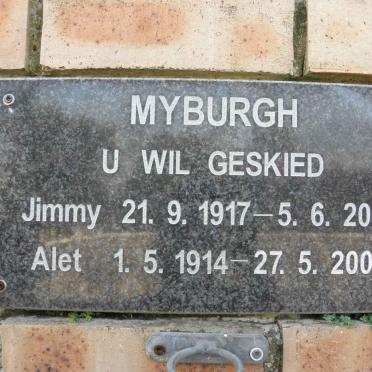 MYBURGH
U WIL GESKIED
Jimmy 21. 9. 1917 – 5. 6. 20
Alet 1. 5. 1914 – 27. 5. 200